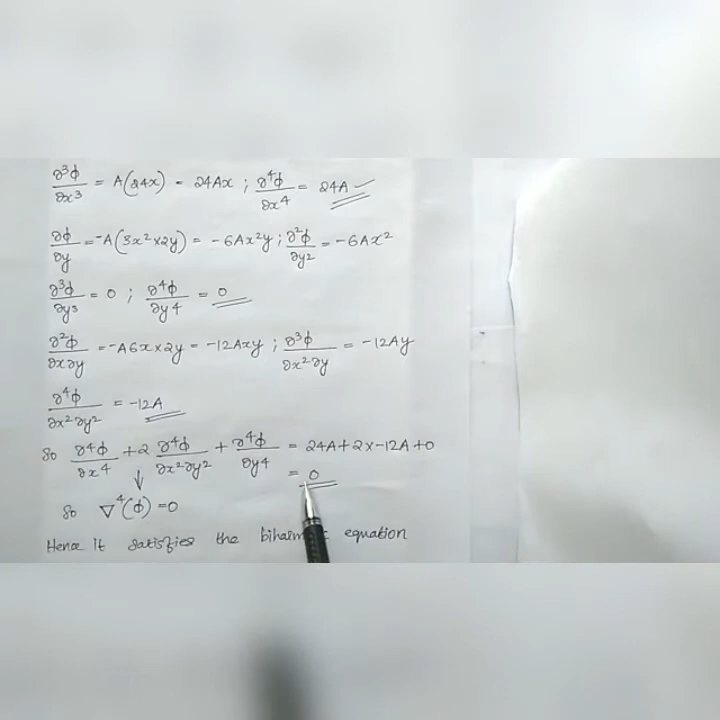 ∂³φ/∂x³ = A(24x) = 24Ax ; ∂⁴φ/∂x⁴ = 24A ✓
∂φ/∂y = -A(3x²×2y) = -6Ax²y ; ∂²φ/∂y² = -6Ax²
∂³φ/∂y³ = 0 ; ∂⁴φ/∂y4 = 0
∂²φ/∂x∂y = -A6x×2y = -12Axy ; ∂³φ/∂x²∂y = -12Ay
∂⁴φ/∂x²∂y² = -12A
So ∂4φ/∂x4 + 2 ∂⁴φ/∂x²∂y² + ∂⁴φ/∂y4 = 24A+2x-12A+0
= 0
So ∇⁴(φ) =0
Hence it satisfies the equation